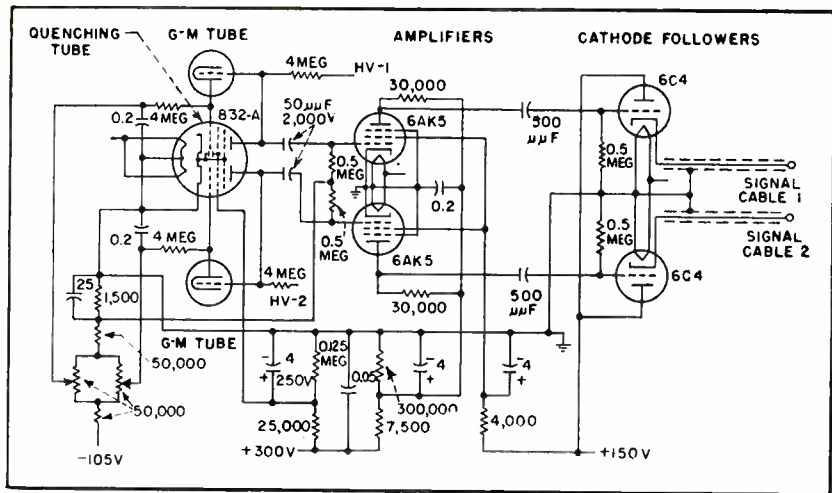 QUENCHING
TUBE
G-M TUBE
AMPLIFIERS
CATHODE FOLLOWERS
4 MEG
HV-1
30,000
6C4
0.2
4 MEG
832-A
50μμF
2,000V
6AK5
500
μμF
0.5
MEG
0.5
MEG
SIGNAL
CABLE 1
0.2
0.2
4 MEG
0.5
MEG
0.5
MEG
SIGNAL
CABLE 2
4 MEG
6AK5
6C4
25
1,500
HV-2
30,000
500
μμF
G-M TUBE
50,000
4
250V
0.125
MEG
0.05
4
4
50,000
25,000
300,000
7,500
4,000
-105V
+300V
+150V